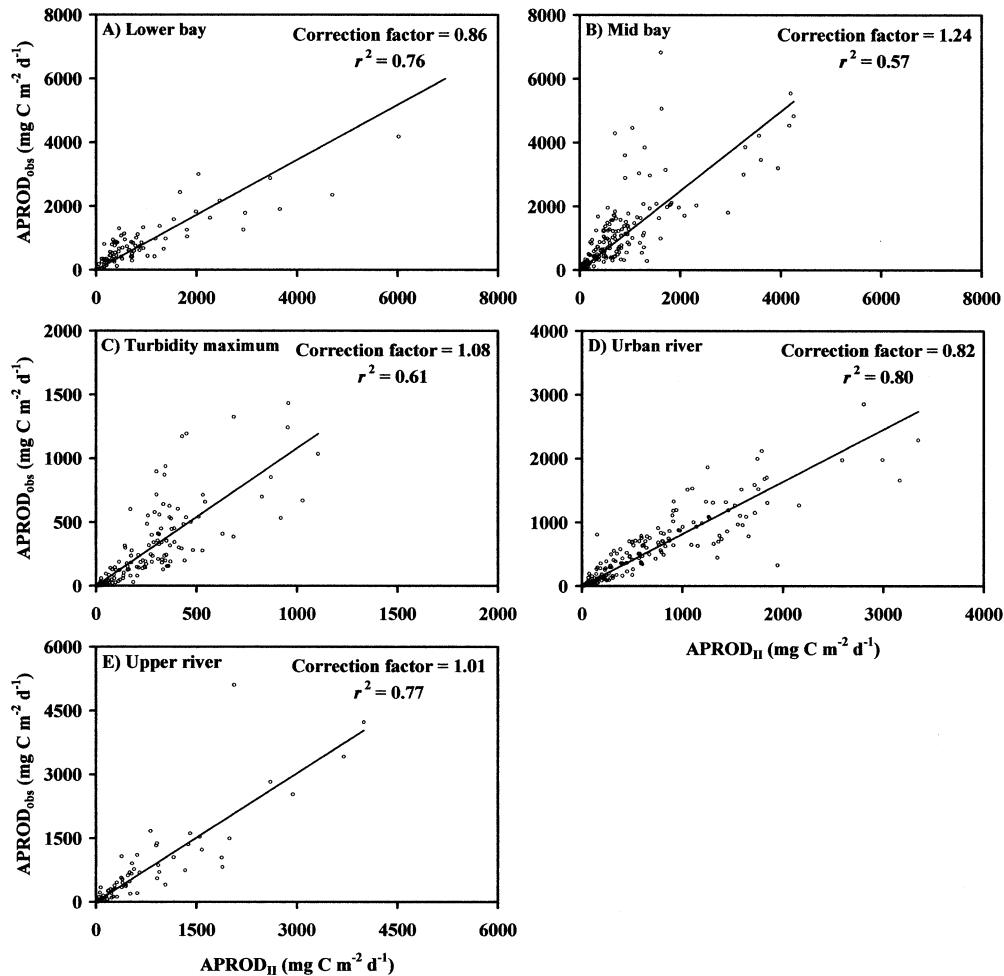 A) Lower bay
Correction factor = 0.86
r² = 0.76
8000
6000
4000
2000
0
0 2000 4000 6000 8000
APROD_obs (mg C m⁻² d⁻¹)
B) Mid bay
Correction factor = 1.24
r² = 0.57
8000
6000
4000
2000
0
0 2000 4000 6000 8000
C) Turbidity maximum
Correction factor = 1.08
r² = 0.61
2000
1500
1000
500
0
0 500 1000 1500 2000
APROD_obs (mg C m⁻² d⁻¹)
D) Urban river
Correction factor = 0.82
r² = 0.80
4000
3000
2000
1000
0
0 1000 2000 3000 4000
APROD_II (mg C m⁻² d⁻¹)
E) Upper river
Correction factor = 1.01
r² = 0.77
6000
4500
3000
1500
0
0 1500 3000 4500 6000
APROD_obs (mg C m⁻² d⁻¹)
APROD_II (mg C m⁻² d⁻¹)